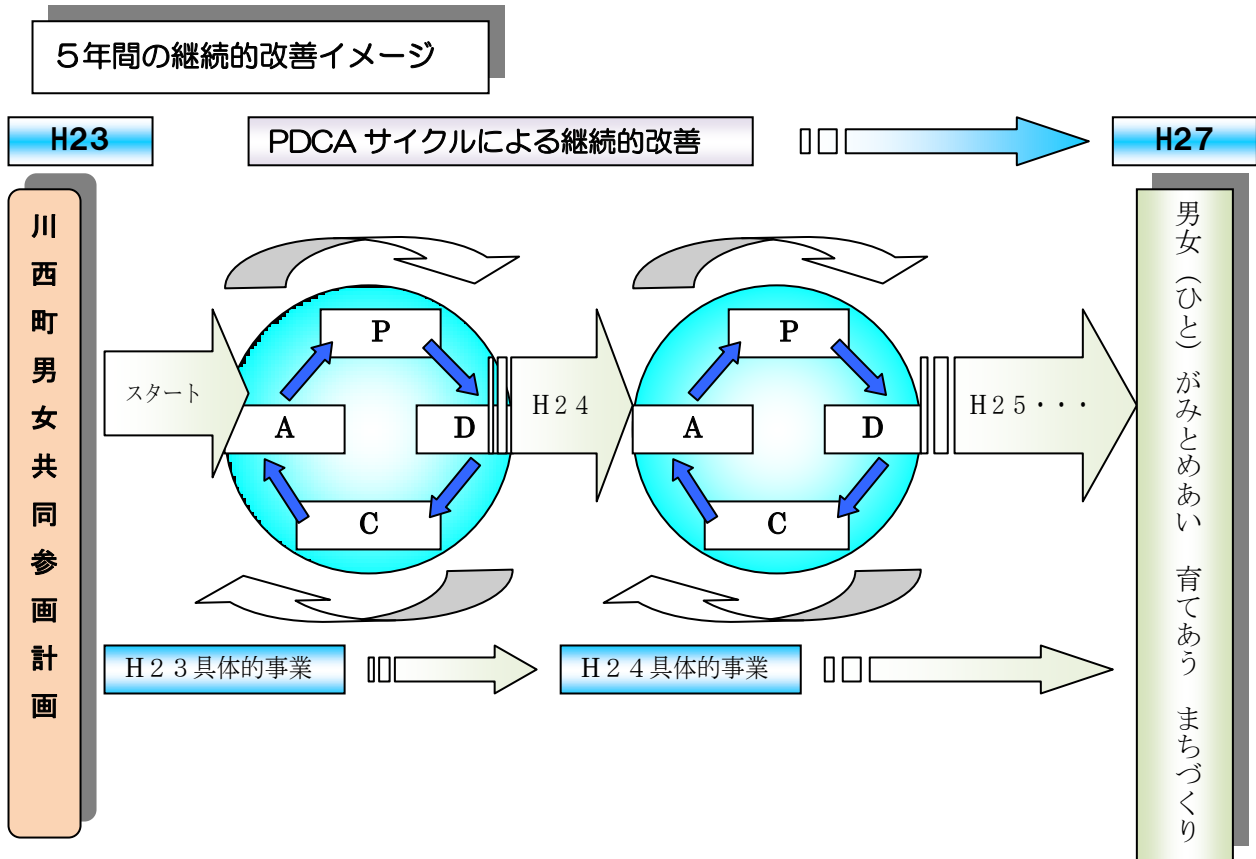 5年間の継続的改善イメージ
H23
PDCA サイクルによる継続的改善
H27
川西町男女共同参画計画
スタート
P
A
D
C
H24
P
A
D
C
H25・・・
男女（ひと）がみとめあい　育てあう　まちづくり
H23具体的事業
H24具体的事業